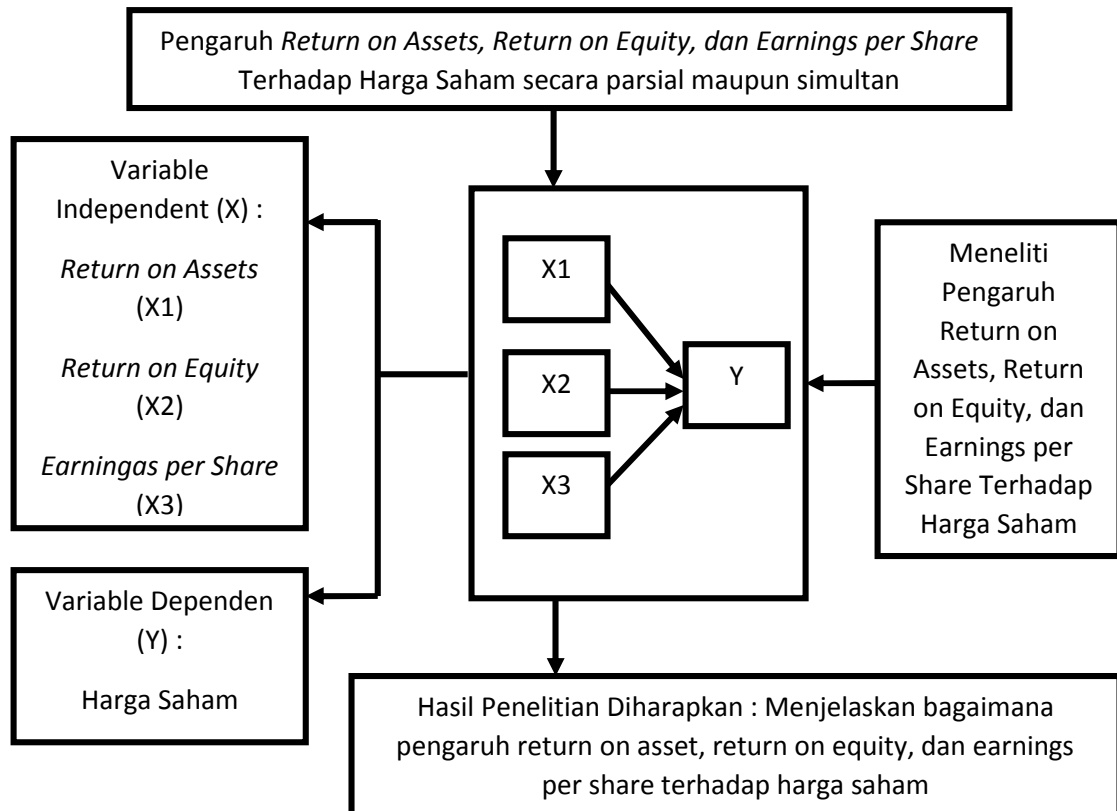 Pengaruh Return on Assets, Return on Equity, dan Earnings per Share
Terhadap Harga Saham secara parsial maupun simultan
Variable
Independent (X) :
Return on Assets
(X1)
Return on Equity
(X2)
Earningas per Share
(X3)
Variable Dependen
(Y) :
Harga Saham
X1
X2
X3
Y
Meneliti
Pengaruh
Return on
Assets, Return
on Equity, dan
Earnings per
Share Terhadap
Harga Saham
Hasil Penelitian Diharapkan : Menjelaskan bagaimana
pengaruh return on asset, return on equity, dan earnings
per share terhadap harga saham